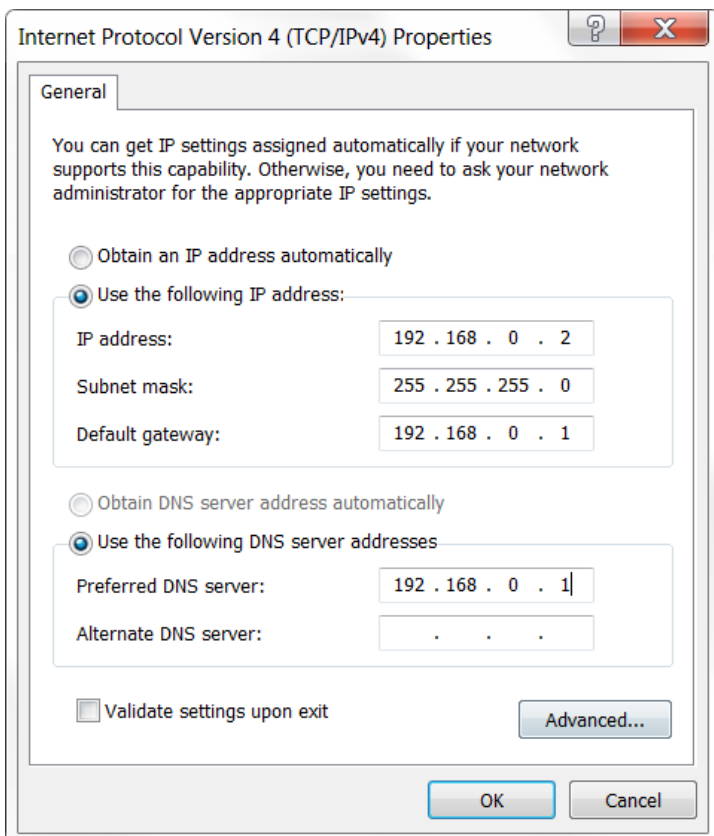 Internet Protocol Version 4 (TCP/IPv4) Properties
? X
General
You can get IP settings assigned automatically if your network
supports this capability. Otherwise, you need to ask your network
administrator for the appropriate IP settings.
Obtain an IP address automatically
Use the following IP address:
IP address: 192 . 168 . 0 . 2
Subnet mask: 255 . 255 . 255 . 0
Default gateway: 192 . 168 . 0 . 1
Obtain DNS server address automatically
Use the following DNS server addresses
Preferred DNS server: 192 . 168 . 0 . 1
Alternate DNS server: . . .
Validate settings upon exit
Advanced...
OK Cancel